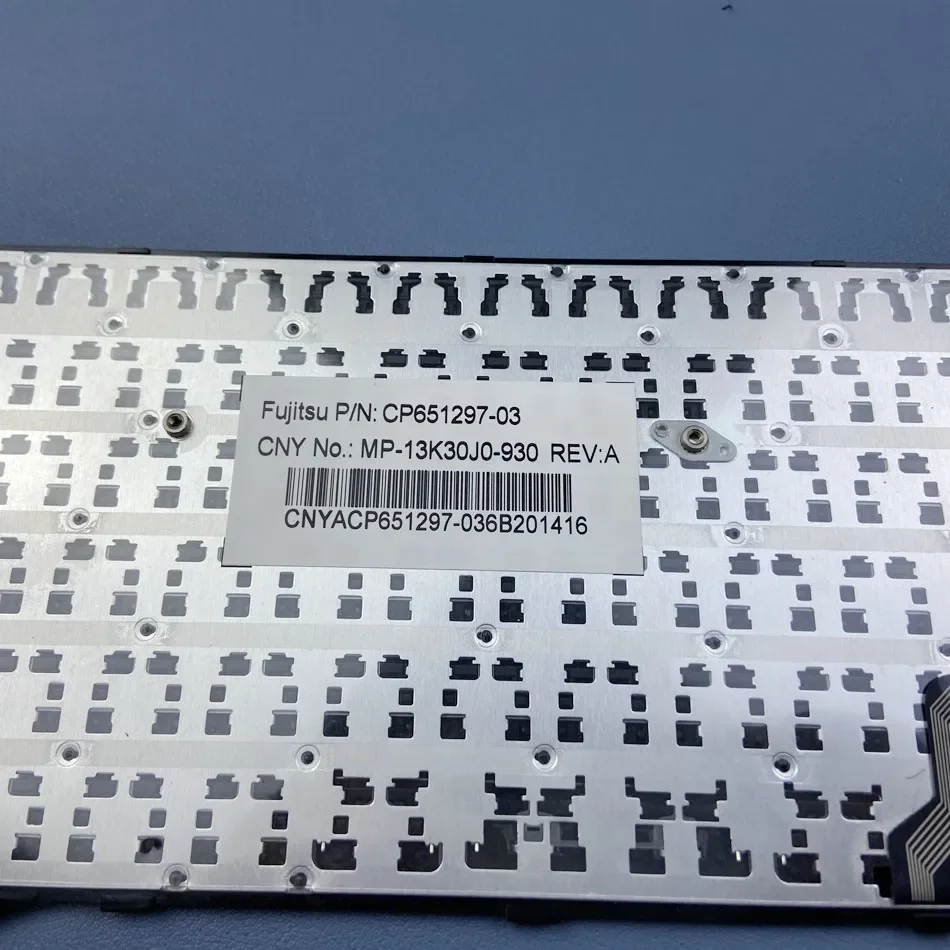 Fujitsu P/N: CP651297-03
CNY No.: MP-13K30J0-930 REV:A
CNYACP651297-036B201416